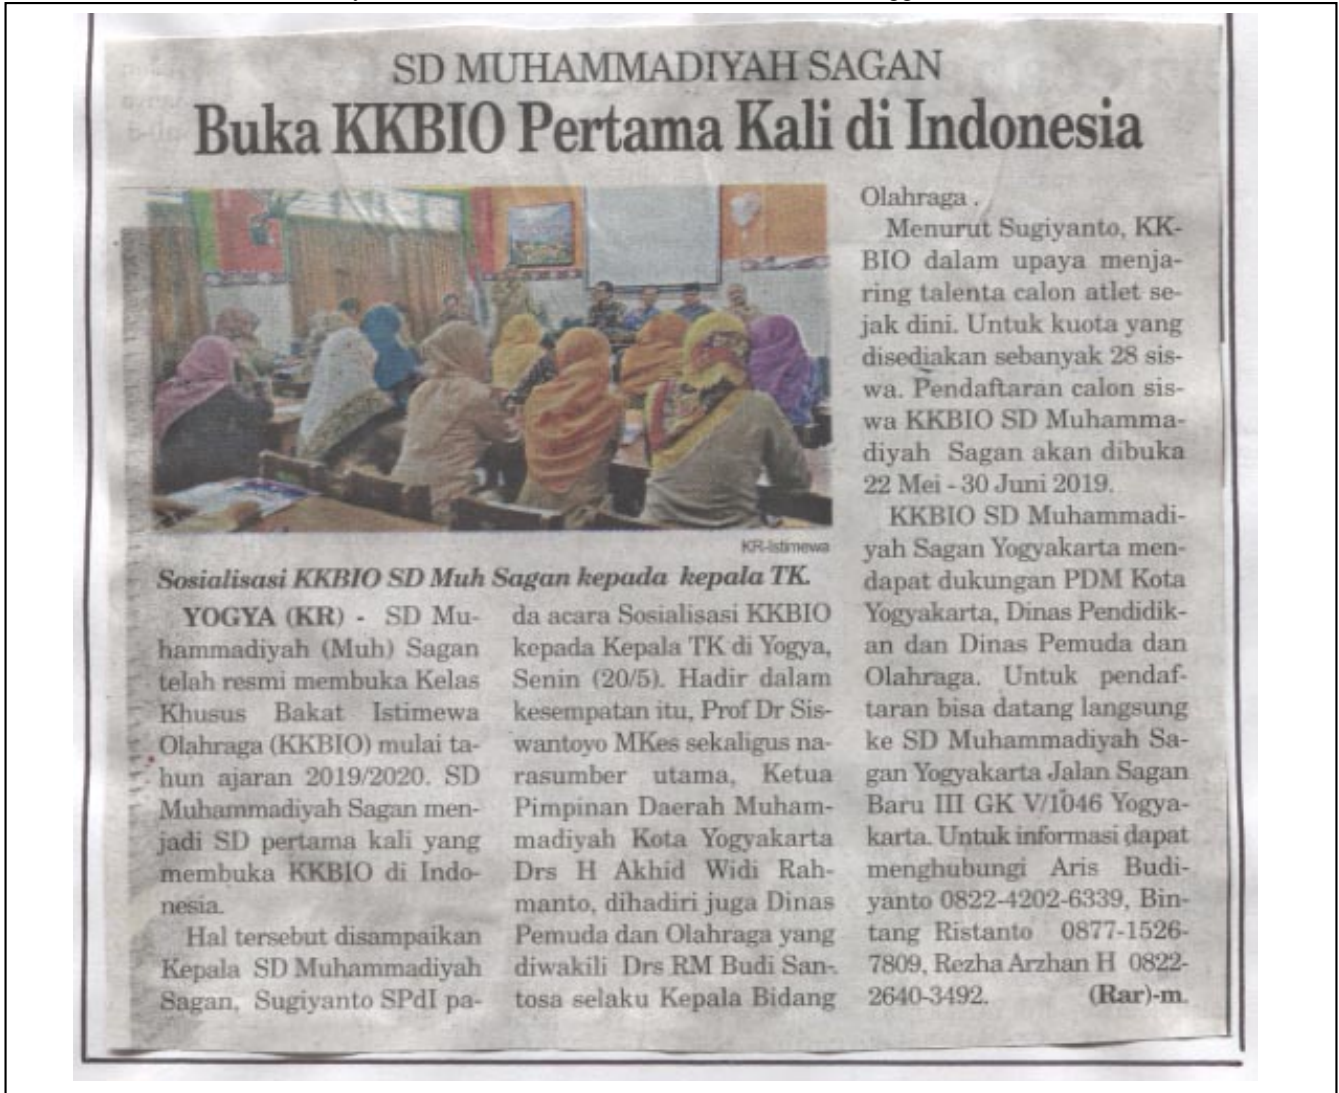 SD MUHAMMADIYAH SAGAN
Buka KKBIO Pertama Kali di Indonesia
KR-Istimewa
Sosialisasi KKBIO SD Muh Sagan kepada kepala TK.
YOGYA (KR) - SD Mu-
hammadiyah (Muh) Sagan
telah resmi membuka Kelas
Khusus Bakat Istimewa
Olahraga (KKBIO) mulai ta-
hun ajaran 2019/2020. SD
Muhammadiyah Sagan men-
jadi SD pertama kali yang
membuka KKBIO di Indo-
nesia.
Hal tersebut disampaikan
Kepala SD Muhammadiyah
Sagan, Sugiyanto SPdI pa-
da acara Sosialisasi KKBIO
kepada Kepala TK di Yogya,
Senin (20/5). Hadir dalam
kesempatan itu, Prof Dr Sis-
wantoyo MKes sekaligus na-
rasumber utama, Ketua
Pimpinan Daerah Muham-
madiyah Kota Yogyakarta
Drs H Akhid Widi Rah-
manto, dihadiri juga Dinas
Pemuda dan Olahraga yang
diwakili Drs RM Budi San-
tosa selaku Kepala Bidang
Olahraga .
Menurut Sugiyanto, KK-
BIO dalam upaya menja-
ring talenta calon atlet se-
jak dini. Untuk kuota yang
disediakan sebanyak 28 sis-
wa. Pendaftaran calon sis-
wa KKBIO SD Muhamma-
diyah Sagan akan dibuka
22 Mei - 30 Juni 2019.
KKBIO SD Muhammadi-
yah Sagan Yogyakarta men-
dapat dukungan PDM Kota
Yogyakarta, Dinas Pendidik-
an dan Dinas Pemuda dan
Olahraga. Untuk pendaf-
taran bisa datang langsung
ke SD Muhammadiyah Sa-
gan Yogyakarta Jalan Sagan
Baru III GK V/1046 Yogya-
karta. Untuk informasi dapat
menghubungi Aris Budi-
yanto 0822-4202-6339, Bin-
tang Ristanto 0877-1526-
7809, Rezha Arzhan H 0822-
2640-3492. (Rar)-m.